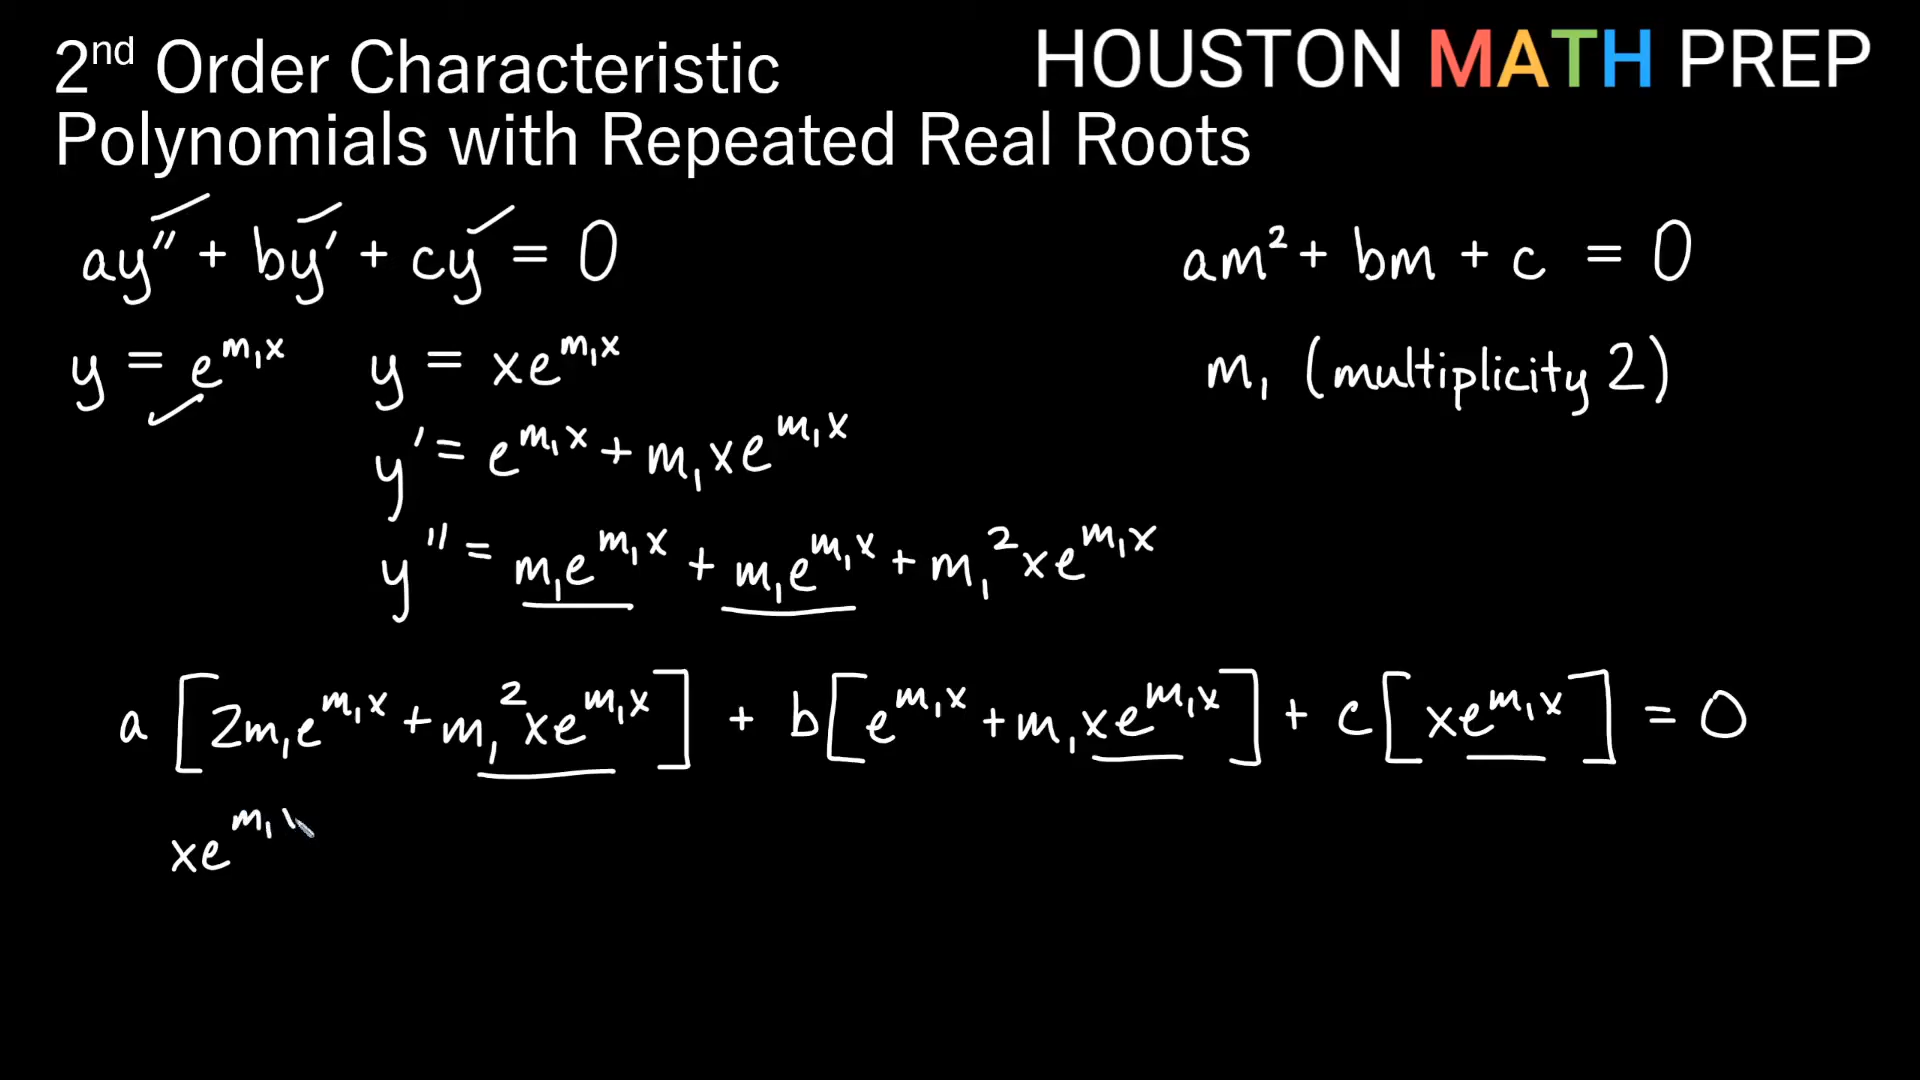 2nd Order Characteristic
Polynomials with Repeated Real Roots
HOUSTON MATH PREP
ay'' + by' + cy = 0
am² + bm + c = 0
y = e^{m₁x} y = xe^{m₁x}
m₁ (multiplicity 2)
y' = e^{m₁x} + m₁xe^{m₁x}
y'' = m₁e^{m₁x} + m₁e^{m₁x} + m₁²xe^{m₁x}
a[2m₁e^{m₁x} + m₁²xe^{m₁x}] + b[e^{m₁x} + m₁xe^{m₁x}] + c[xe^{m₁x}] = 0
xe^{m₁